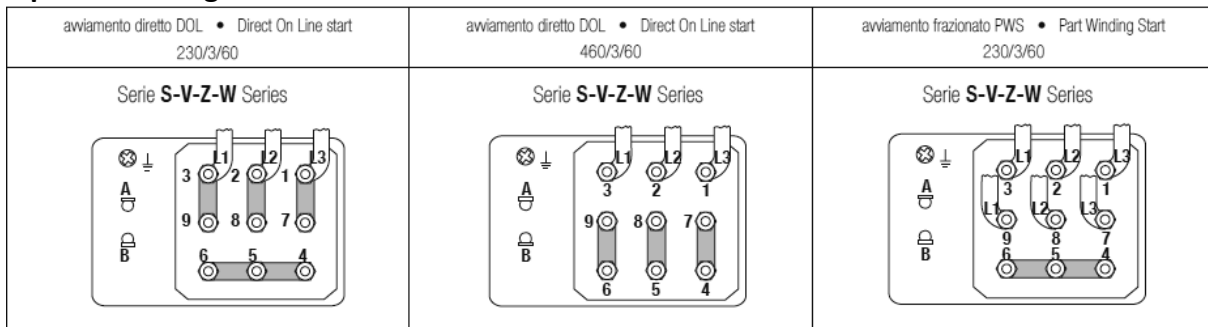 avviamento diretto DOL • Direct On Line start
230/3/60
Serie S-V-Z-W Series
L1 L2 L3
3 2 1
A
9 8 7
B
6 5 4
avviamento diretto DOL • Direct On Line start
460/3/60
Serie S-V-Z-W Series
L1 L2 L3
3 2 1
A
9 8 7
B
6 5 4
avviamento frazionato PWS • Part Winding Start
230/3/60
Serie S-V-Z-W Series
L1 L2 L3
3 2 1
A
L1 L2 L3
9 8 7
B
6 5 4